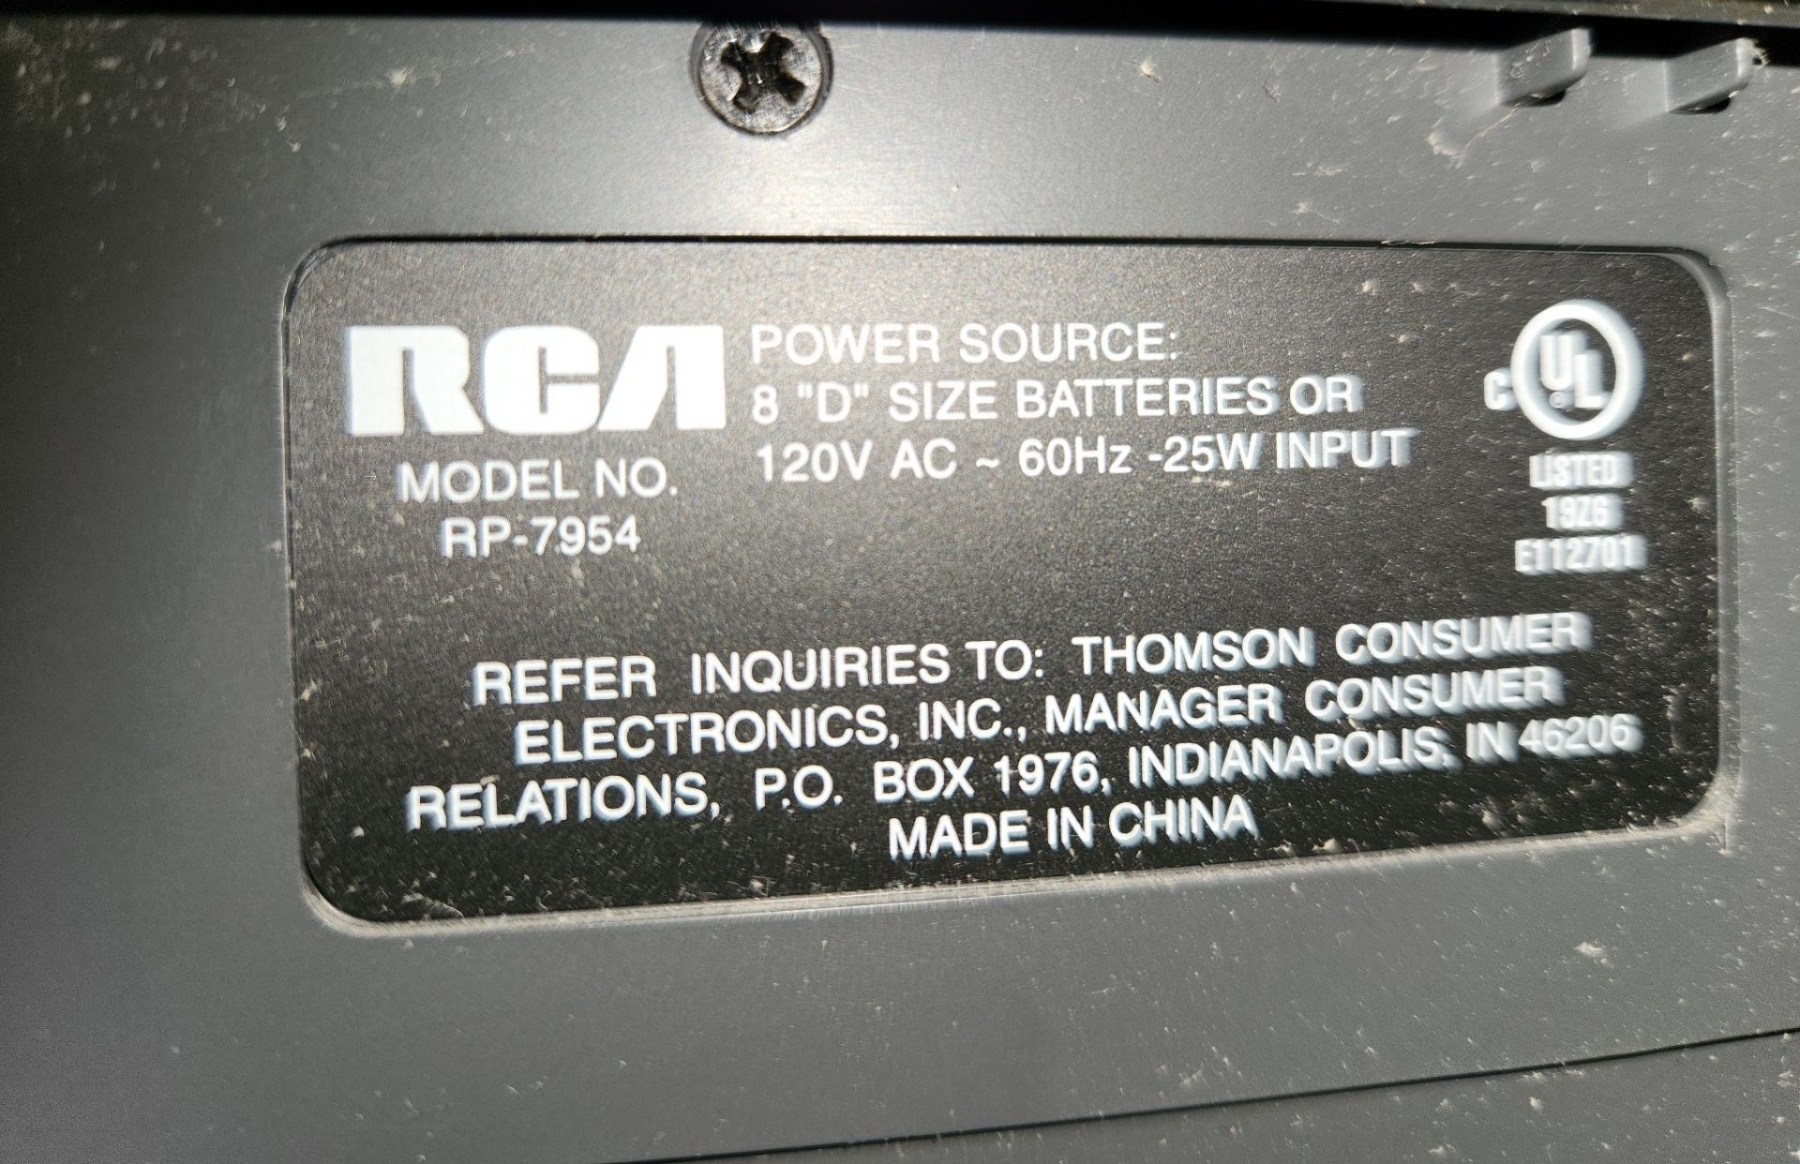 RCA
MODEL NO.
RP-7954
POWER SOURCE:
8 "D" SIZE BATTERIES OR
120V AC ~ 60Hz -25W INPUT
C UL
LISTED
19Z6
E112701
REFER INQUIRIES TO: THOMSON CONSUMER
ELECTRONICS, INC., MANAGER CONSUMER
RELATIONS, P.O. BOX 1976, INDIANAPOLIS, IN 46206
MADE IN CHINA